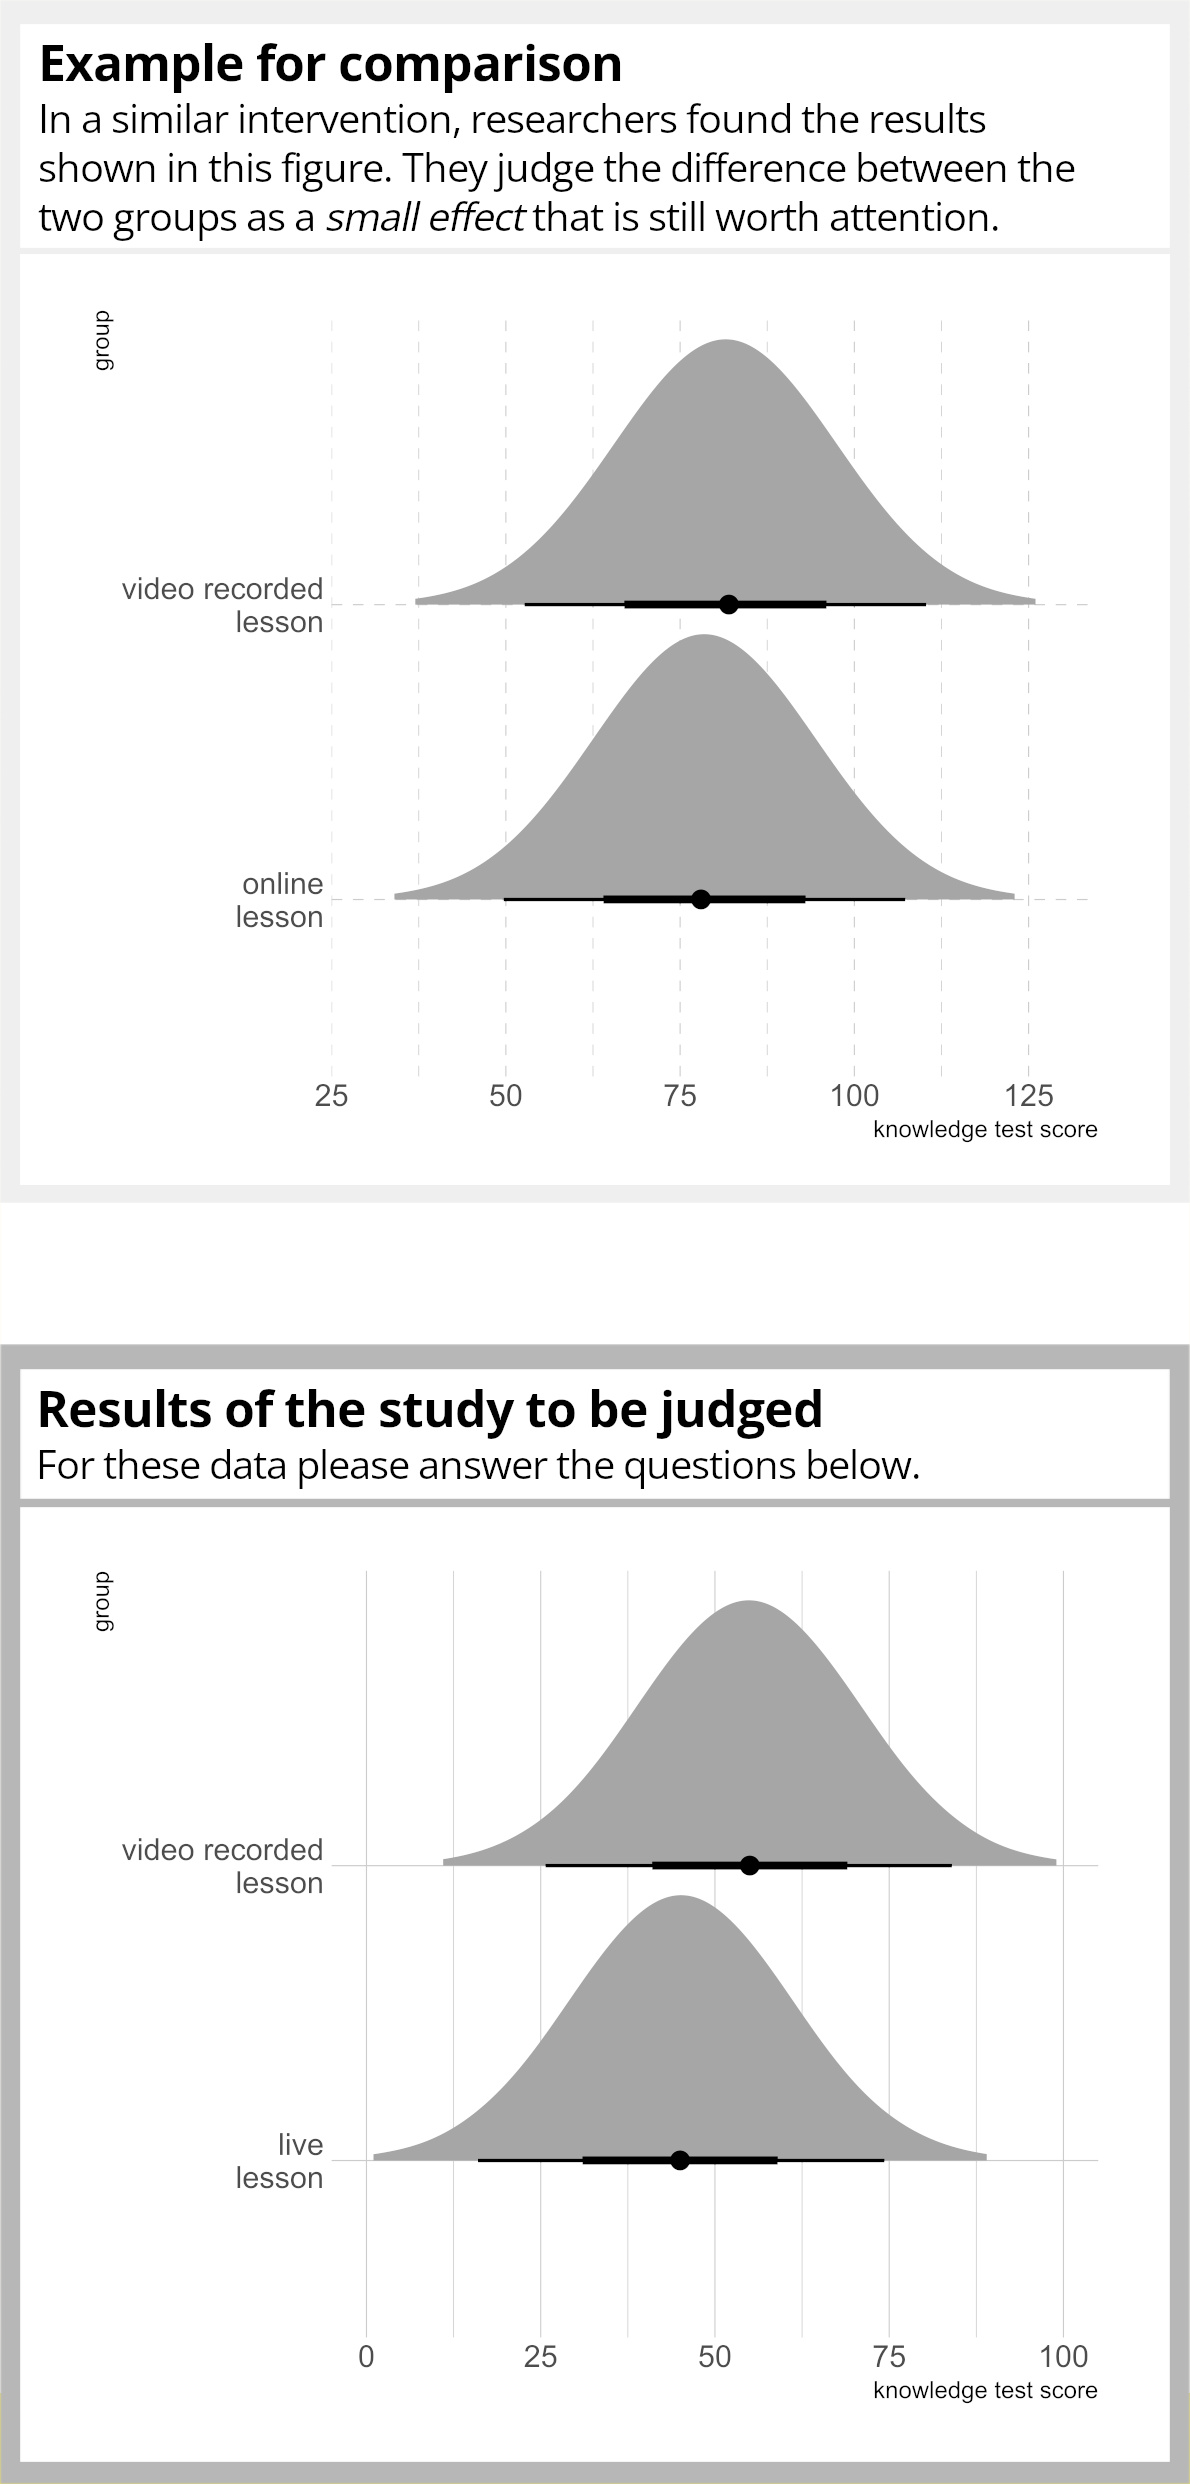 Example for comparison
In a similar intervention, researchers found the results
shown in this figure. They judge the difference between the
two groups as a small effect that is still worth attention.
group
video recorded
lesson
online
lesson
25 50 75 100 125
knowledge test score
Results of the study to be judged
For these data please answer the questions below.
group
video recorded
lesson
live
lesson
0 25 50 75 100
knowledge test score